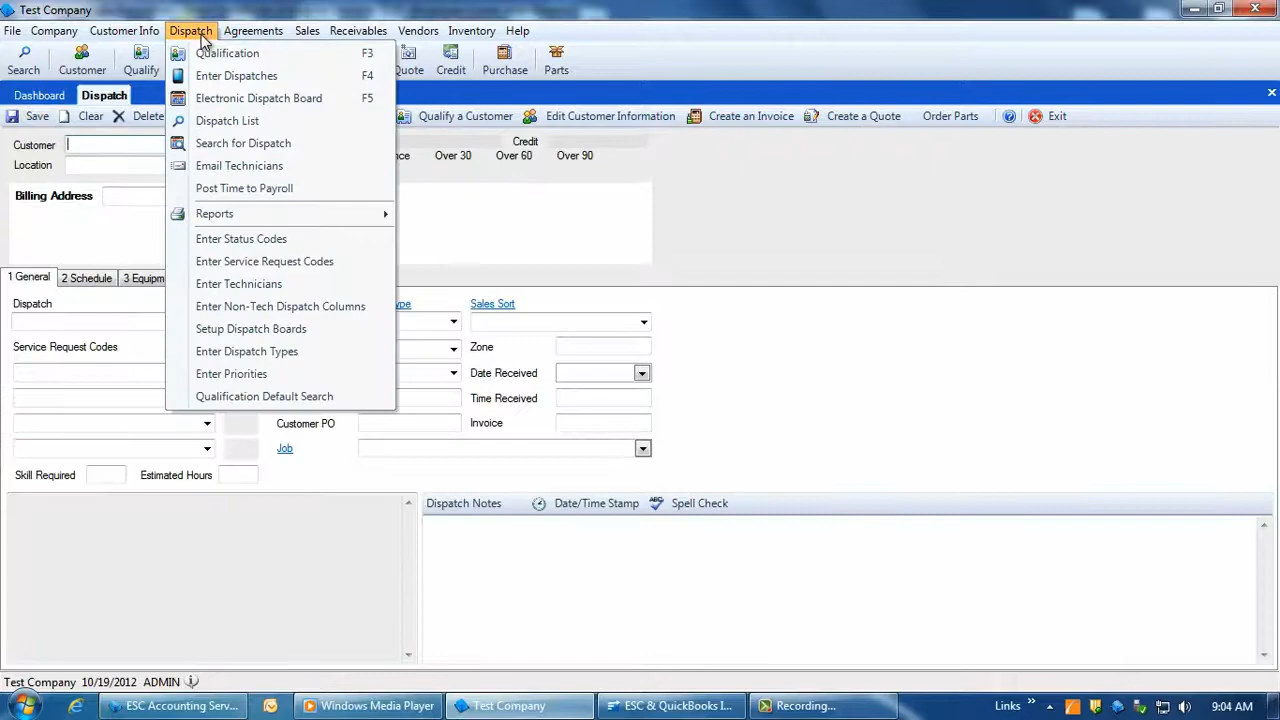 Test Company
File Company Customer Info Dispatch Agreements Sales Receivables Vendors Inventory Help
Search Customer Qualify Quote Credit Purchase Parts
Dashboard Dispatch
Save Clear Delete Qualify a Customer Edit Customer Information Create an Invoice Create a Quote Order Parts Exit
Qualification F3
Enter Dispatches F4
Electronic Dispatch Board F5
Dispatch List
Search for Dispatch
Email Technicians
Post Time to Payroll
Reports
Enter Status Codes
Enter Service Request Codes
Enter Technicians
Enter Non-Tech Dispatch Columns
Setup Dispatch Boards
Enter Dispatch Types
Enter Priorities
Qualification Default Search
Customer Credit
Location Over 30 Over 60 Over 90
Billing Address
1 General 2 Schedule 3 Equipm
Dispatch Sales Sort
Service Request Codes Zone
Date Received
Time Received
Customer PO Invoice
Job
Skill Required Estimated Hours
Dispatch Notes Date/Time Stamp Spell Check
Test Company 10/19/2012 ADMIN
ESC Accounting Serv... Windows Media Player Test Company ESC & QuickBooks I... Recording... Links 9:04 AM